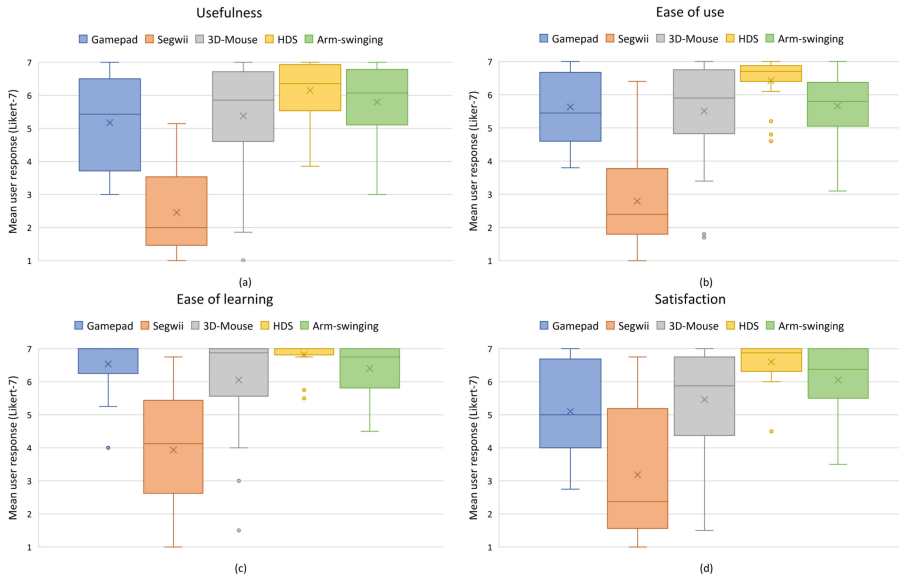 Usefulness
Gamepad Segwii 3D-Mouse HDS Arm-swinging
Mean user response (Likert-7)
7
6
5
4
3
2
1
(a)
Ease of use
Gamepad Segwii 3D-Mouse HDS Arm-swinging
Mean user response (Liker-7)
7
6
5
4
3
2
1
(b)
Ease of learning
Gamepad Segwii 3D-Mouse HDS Arm-swinging
Mean user response (Likert-7)
7
6
5
4
3
2
1
(c)
Satisfaction
Gamepad Segwii 3D-Mouse HDS Arm-swinging
Mean user response (Likert-7)
7
6
5
4
3
2
1
(d)